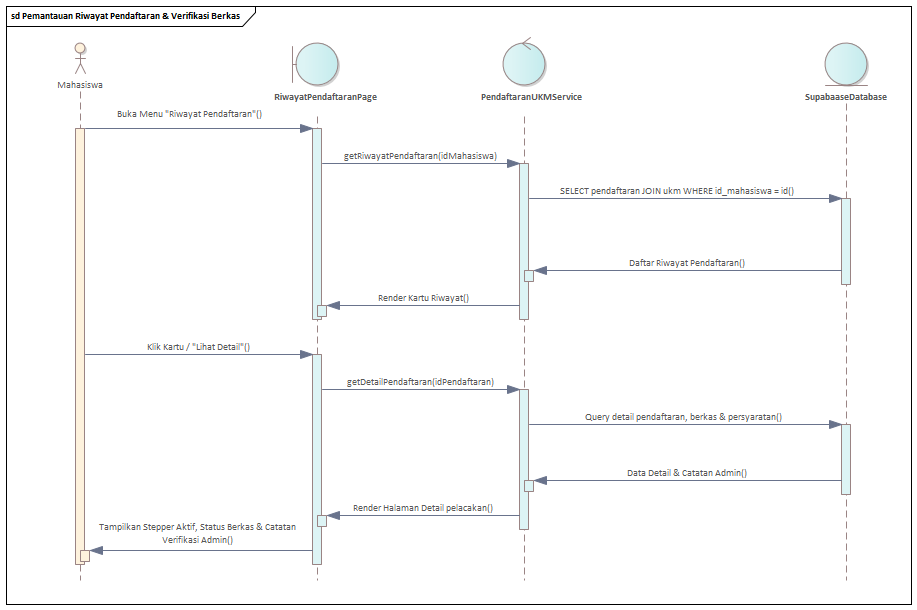 sd Pemantauan Riwayat Pendaftaran & Verifikasi Berkas
Mahasiswa
RiwayatPendaftaranPage
PendaftaranUKMService
SupabaaseDatabase
Buka Menu "Riwayat Pendaftaran"()
getRiwayatPendaftaran(idMahasiswa)
SELECT pendaftaran JOIN ukm WHERE id_mahasiswa = id()
Daftar Riwayat Pendaftaran()
Render Kartu Riwayat()
Klik Kartu / "Lihat Detail"()
getDetailPendaftaran(idPendaftaran)
Query detail pendaftaran, berkas & persyaratan()
Data Detail & Catatan Admin()
Render Halaman Detail pelacakan()
Tampilkan Stepper Aktif, Status Berkas & Catatan
Verifikasi Admin()